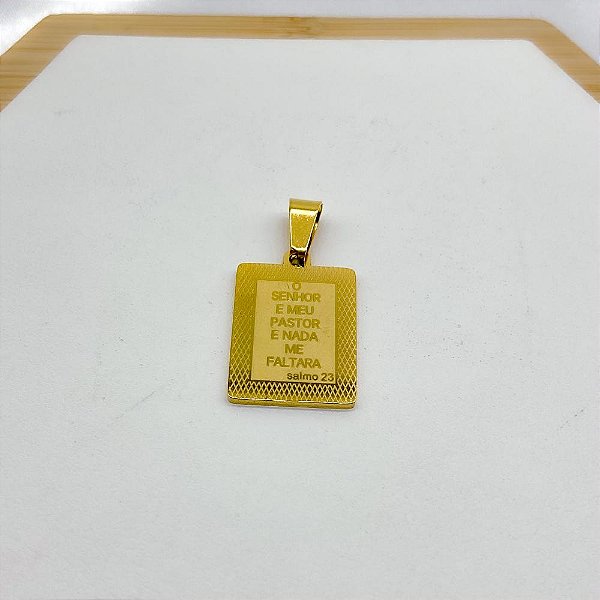 O
SENHOR
E MEU
PASTOR
E NADA
ME
FALTARA
salmo 23